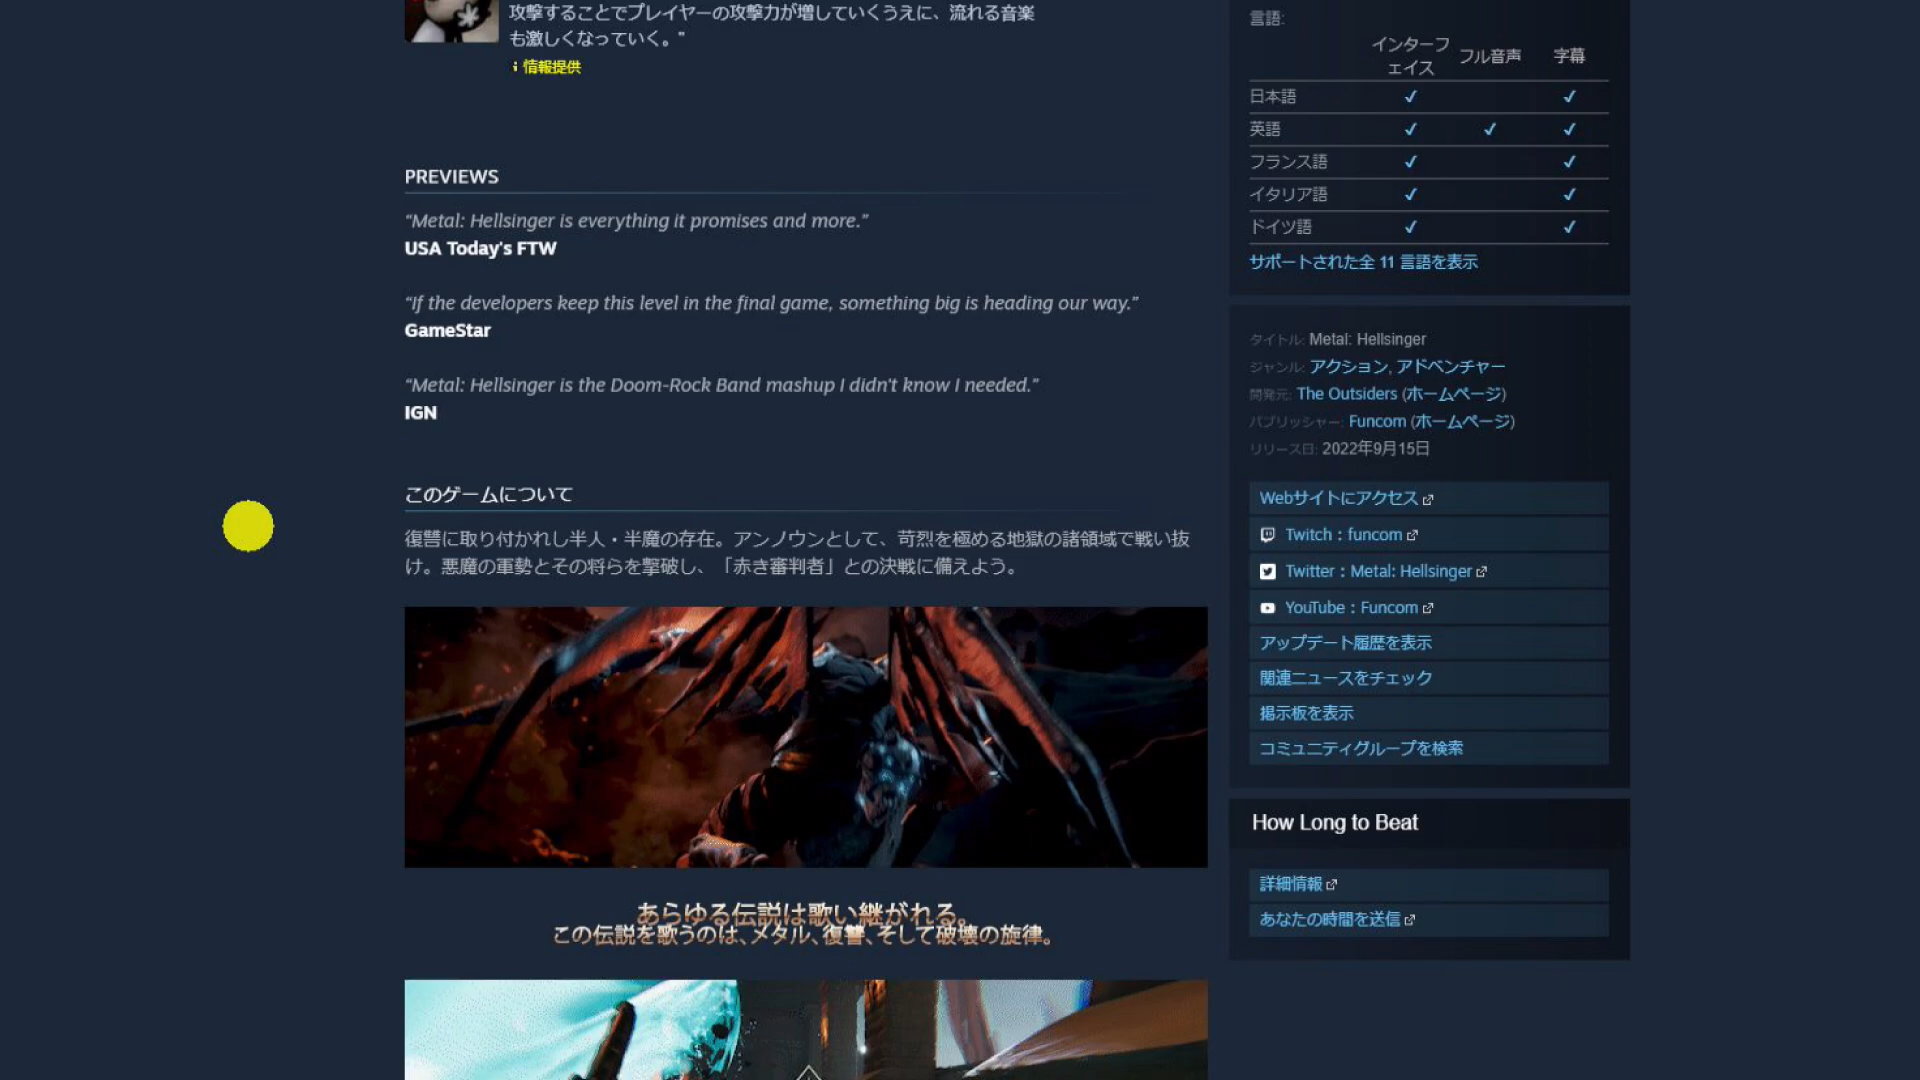 攻撃することでプレイヤーの攻撃力が増していくうえに、流れる音楽
も激しくなっていく。"
i 情報提供
PREVIEWS
“Metal: Hellsinger is everything it promises and more.”
USA Today's FTW
“If the developers keep this level in the final game, something big is heading our way.”
GameStar
“Metal: Hellsinger is the Doom-Rock Band mashup I didn't know I needed.”
IGN
このゲームについて
復讐に取り付かれし半人・半魔の存在。アンノウンとして、苛烈を極める地獄の諸領域で戦い抜
け。悪魔の軍勢とその将らを撃破し、「赤き審判者」との決戦に備えよう。
あらゆる伝説は歌い継がれる。
この伝説を歌うのは、メタル、復讐、そして破壊の旋律。
言語:
インターフェイス フル音声 字幕
日本語 ✓ ✓
英語 ✓ ✓ ✓
フランス語 ✓ ✓
イタリア語 ✓ ✓
ドイツ語 ✓ ✓
サポートされた全 11 言語を表示
タイトル: Metal: Hellsinger
ジャンル: アクション, アドベンチャー
開発元: The Outsiders (ホームページ)
パブリッシャー: Funcom (ホームページ)
リリース日: 2022年9月15日
Webサイトにアクセス
Twitch：funcom
Twitter：Metal: Hellsinger
YouTube：Funcom
アップデート履歴を表示
関連ニュースをチェック
掲示板を表示
コミュニティグループを検索
How Long to Beat
詳細情報
あなたの時間を送信